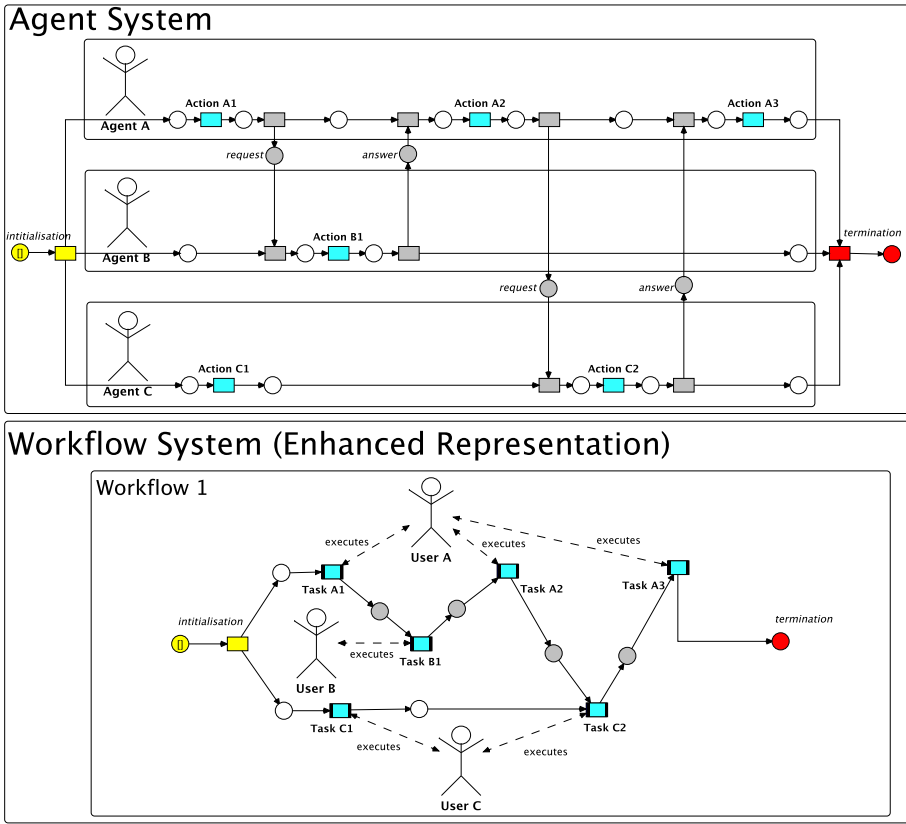 Agent System
Action A1
Action A2
Action A3
Agent A
request
answer
intitialisation
Action B1
termination
Agent B
[]
request
answer
Action C1
Action C2
Agent C
Workflow System (Enhanced Representation)
Workflow 1
executes
executes
executes
User A
Task A1
Task A2
Task A3
intitialisation
termination
[]
executes
Task B1
User B
Task C1
Task C2
executes
executes
User C